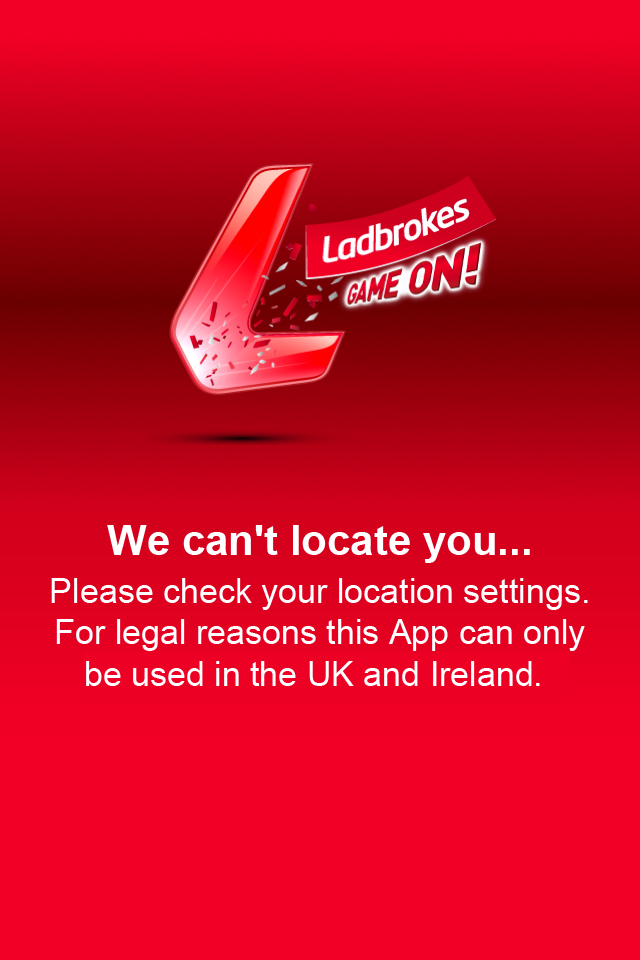 Ladbrokes
GAME ON!
We can't locate you...
Please check your location settings.
For legal reasons this App can only
be used in the UK and Ireland.